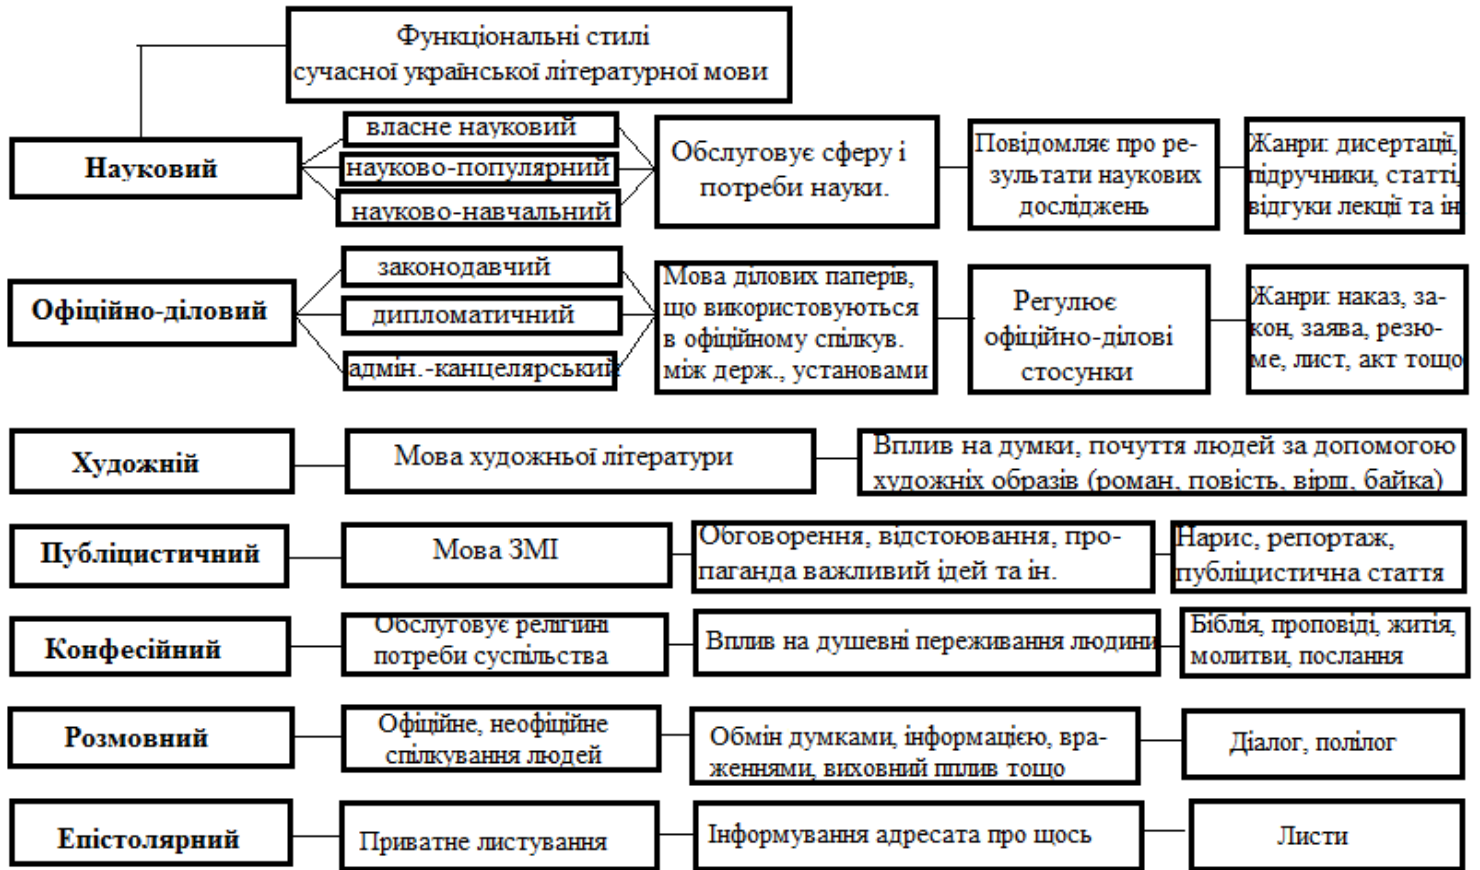 Функціональні стилі
сучасної української літературної мови
Науковий
власне науковий
науково-популярний
науково-навчальний
Обслуговує сферу і
потреби науки.
Повідомляє про ре-
зультати наукових
досліджень
Жанри: дисертації,
підручники, статті,
відгуки лекції та ін
Офіційно-діловий
законодавчий
дипломатичний
адмін.-канцелярський
Мова ділових паперів,
що використовуються
в офіційному спілкув.
між держ., установами
Регулює
офіційно-ділові
стосунки
Жанри: наказ, за-
кон, заява, резю-
ме, лист, акт тощо
Художній
Мова художньої літератури
Вплив на думки, почуття людей за допомогою
художніх образів (роман, повість, вірш, байка)
Публіцистичний
Мова ЗМІ
Обговорення, відстоювання, про-
паганда важливий ідей та ін.
Нарис, репортаж,
публіцистична стаття
Конфесійний
Обслуговує релігійні
потреби суспільства
Вплив на душевні переживання людини
Біблія, проповіді, житія,
молитви, послання
Розмовний
Офіційне, неофіційне
спілкування людей
Обмін думками, інформацією, вра-
женнями, виховний пплив тощо
Діалог, полілог
Епістолярний
Приватне листування
Інформування адресата про щось
Листи